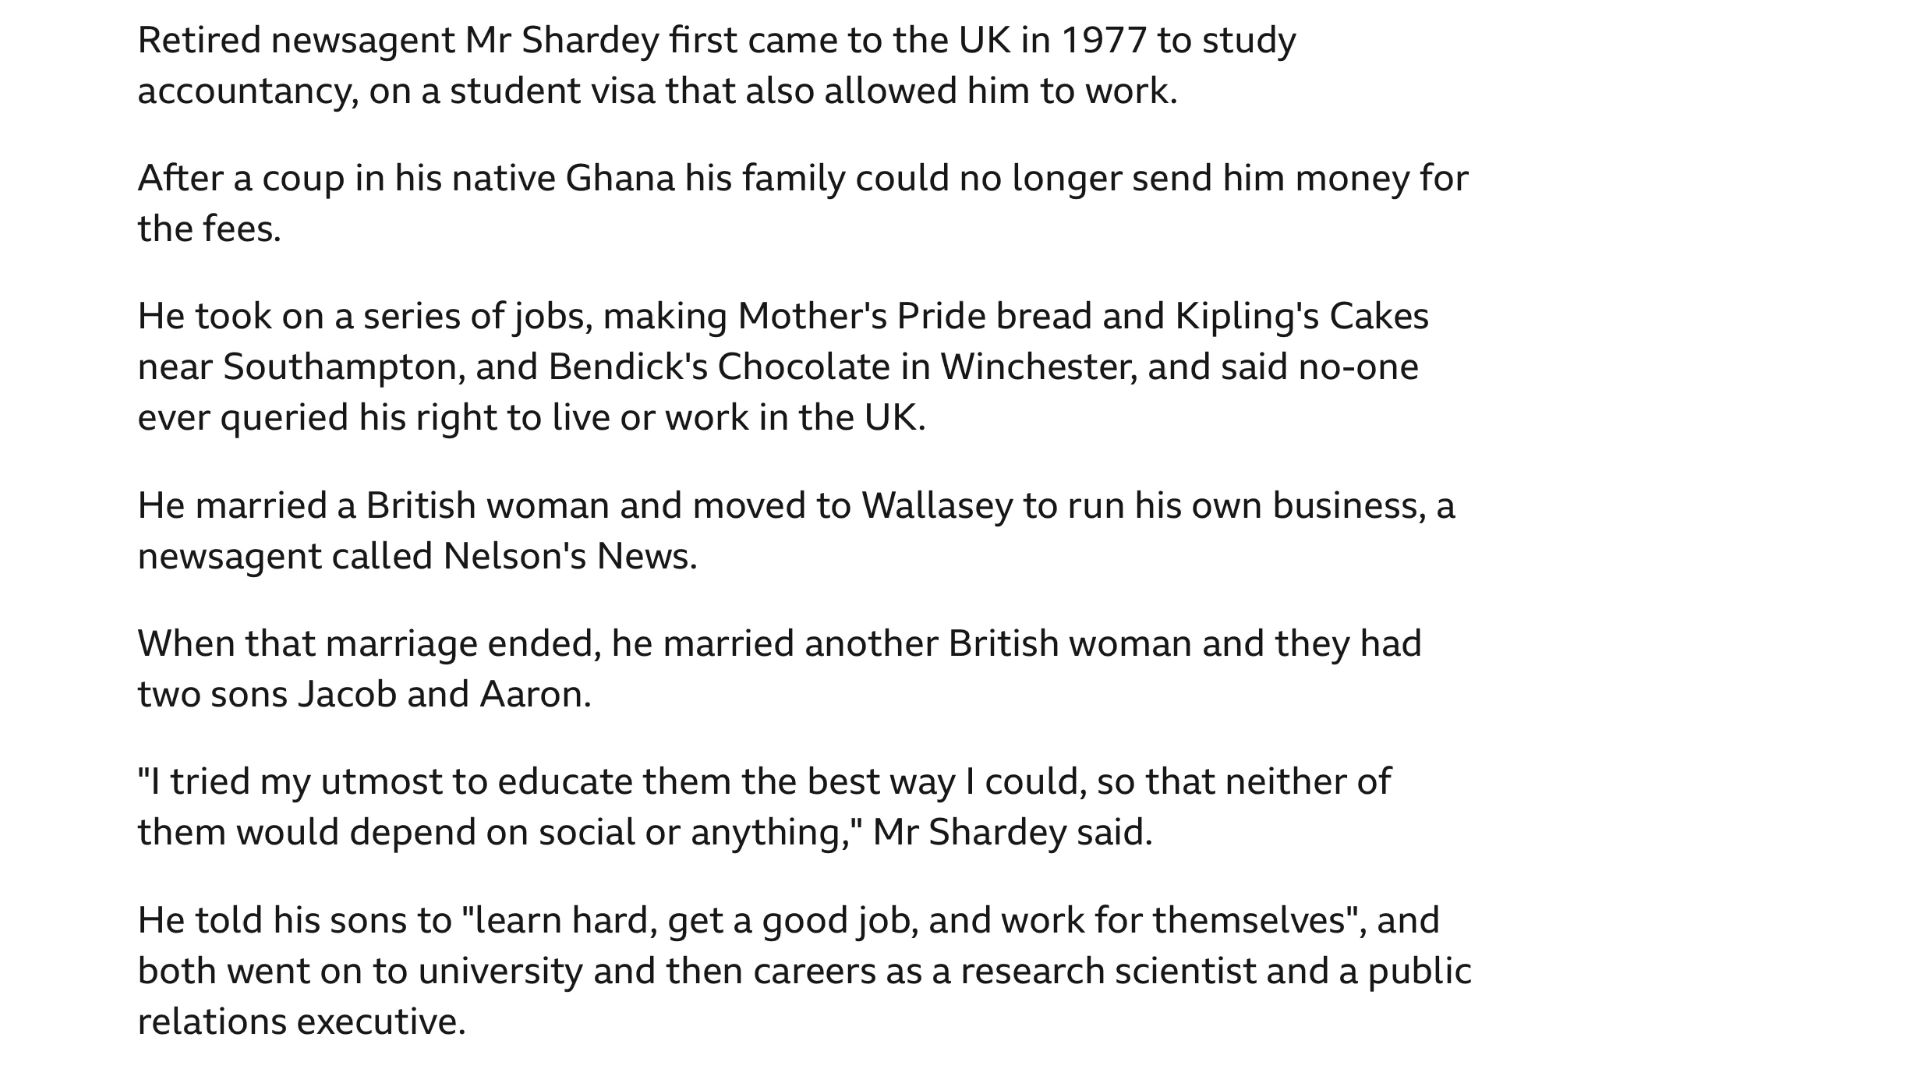 Retired newsagent Mr Shardey first came to the UK in 1977 to study
accountancy, on a student visa that also allowed him to work.
After a coup in his native Ghana his family could no longer send him money for
the fees.
He took on a series of jobs, making Mother's Pride bread and Kipling's Cakes
near Southampton, and Bendick's Chocolate in Winchester, and said no-one
ever queried his right to live or work in the UK.
He married a British woman and moved to Wallasey to run his own business, a
newsagent called Nelson's News.
When that marriage ended, he married another British woman and they had
two sons Jacob and Aaron.
"I tried my utmost to educate them the best way I could, so that neither of
them would depend on social or anything," Mr Shardey said.
He told his sons to "learn hard, get a good job, and work for themselves", and
both went on to university and then careers as a research scientist and a public
relations executive.